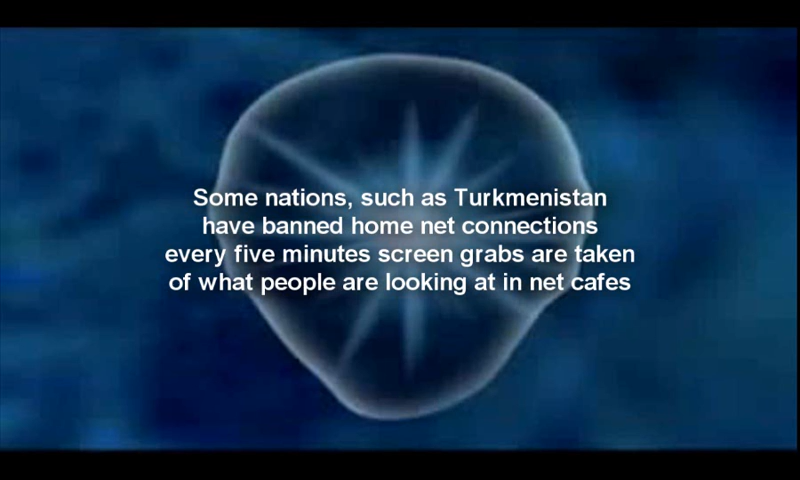 Some nations, such as Turkmenistan
have banned home net connections
every five minutes screen grabs are taken
of what people are looking at in net cafes